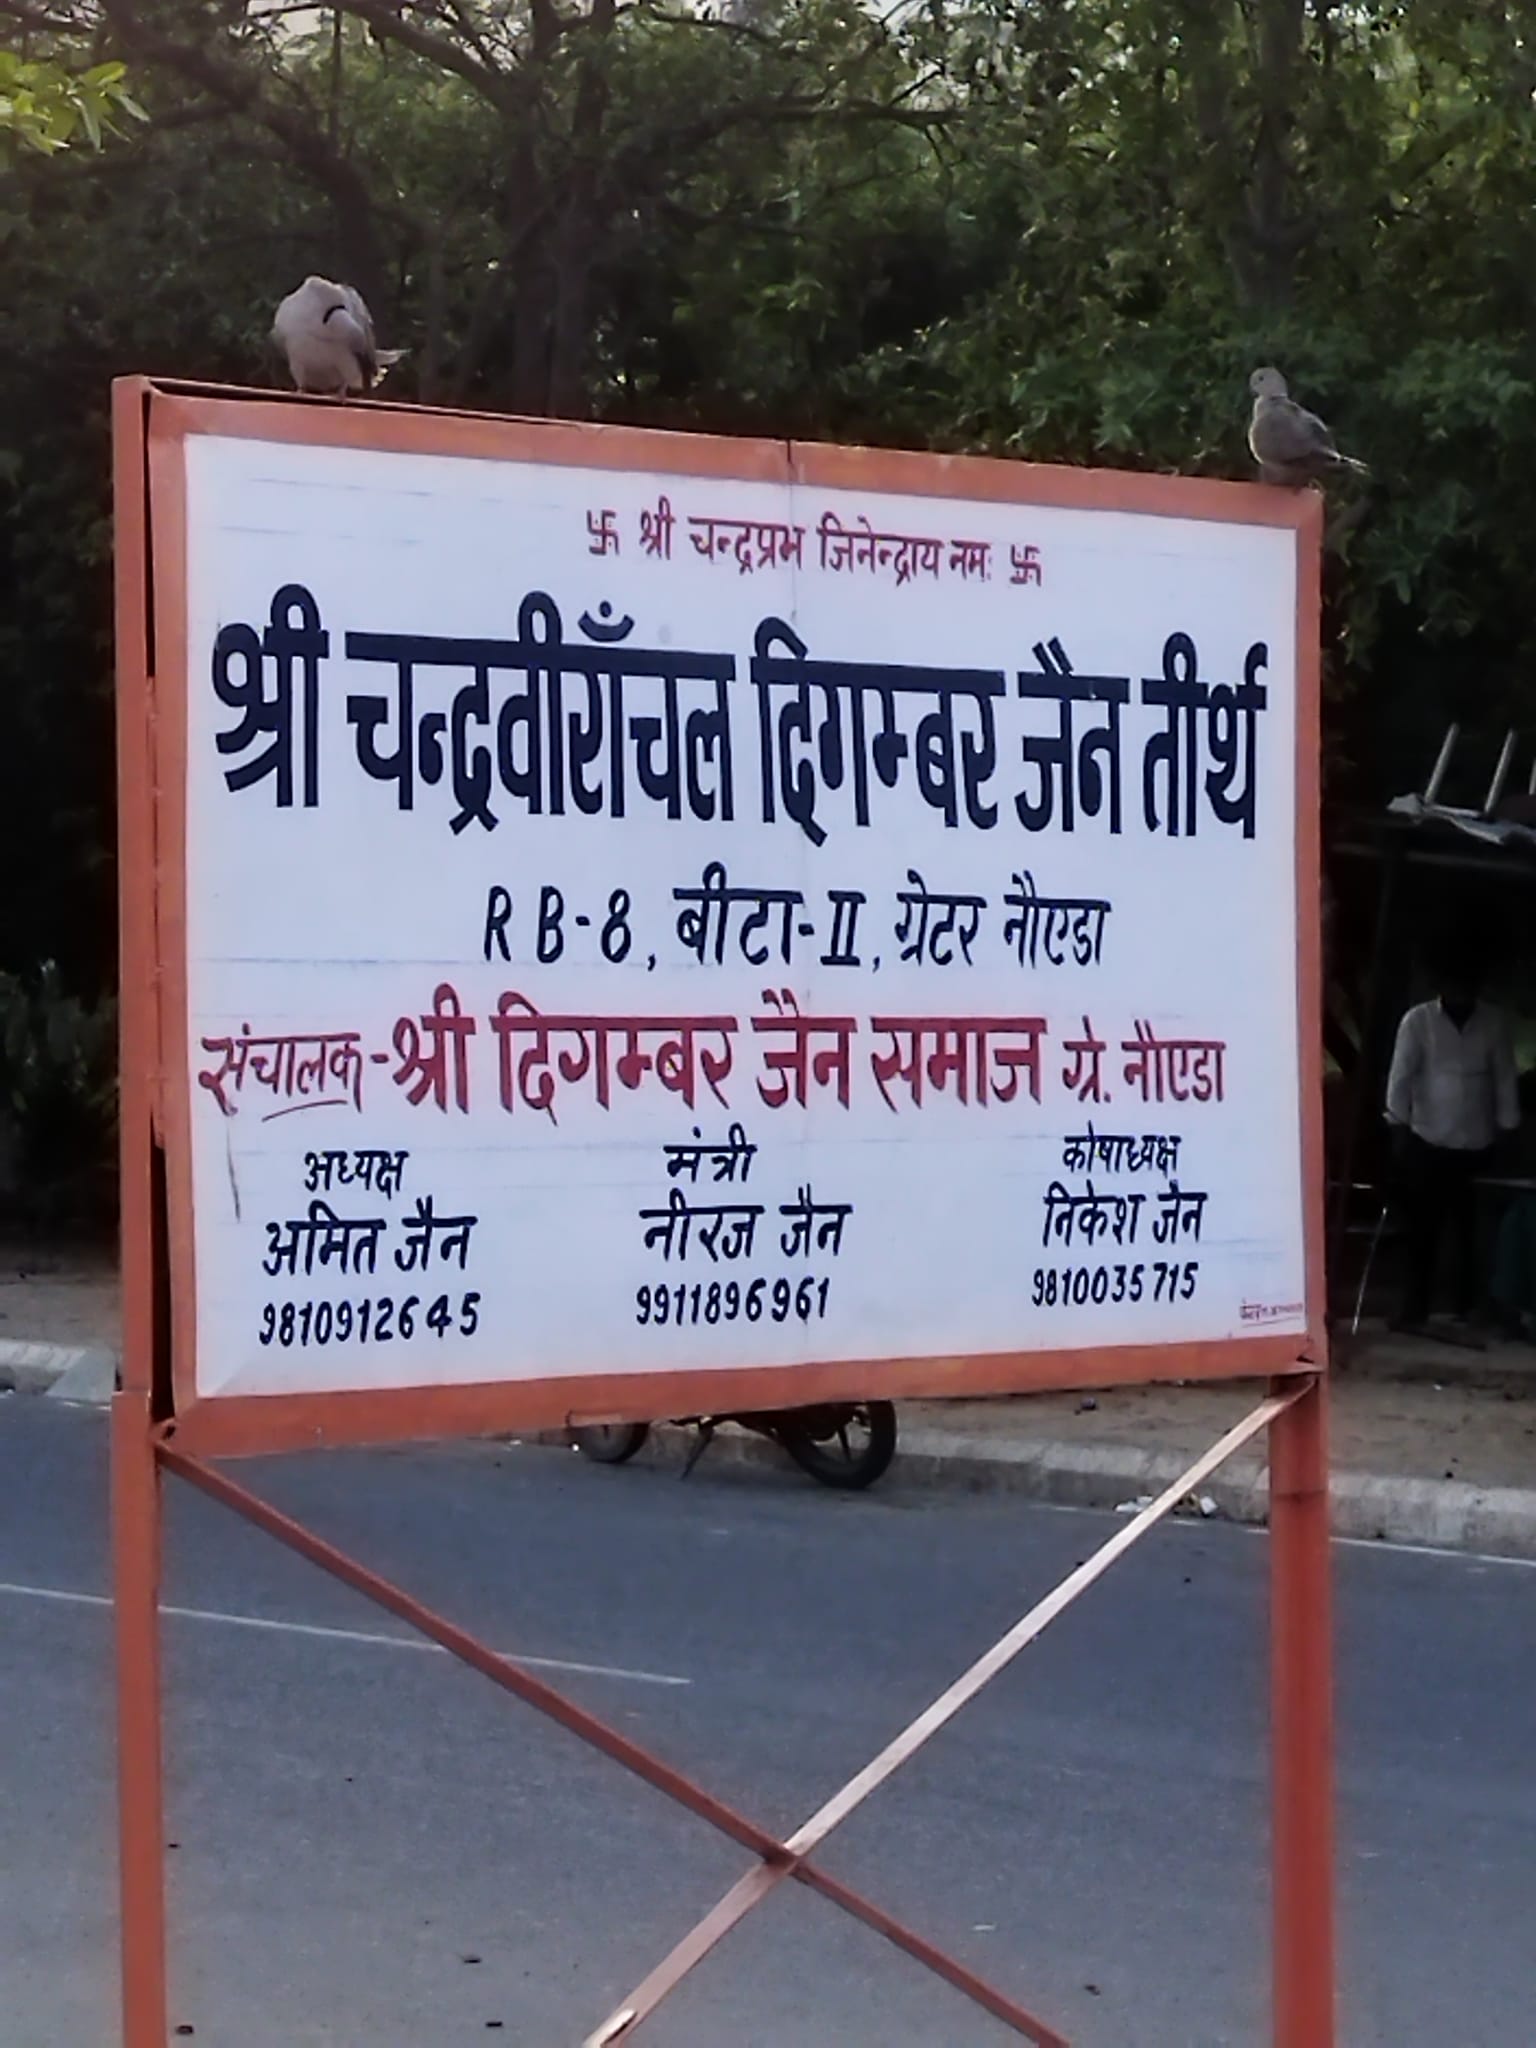 卐 श्री चन्द्रप्रभ जिनेन्द्राय नमः 卐
श्री चन्द्रवीराँचल दिगम्बर जैन तीर्थ
R B-8, बीटा-II, ग्रेटर नौएडा
संचालक-श्री दिगम्बर जैन समाज ग्रे. नौएडा
अध्यक्ष मंत्री कोषाध्यक्ष
अमित जैन नीरज जैन निकेश जैन
9810912645 9911896961 9810035715